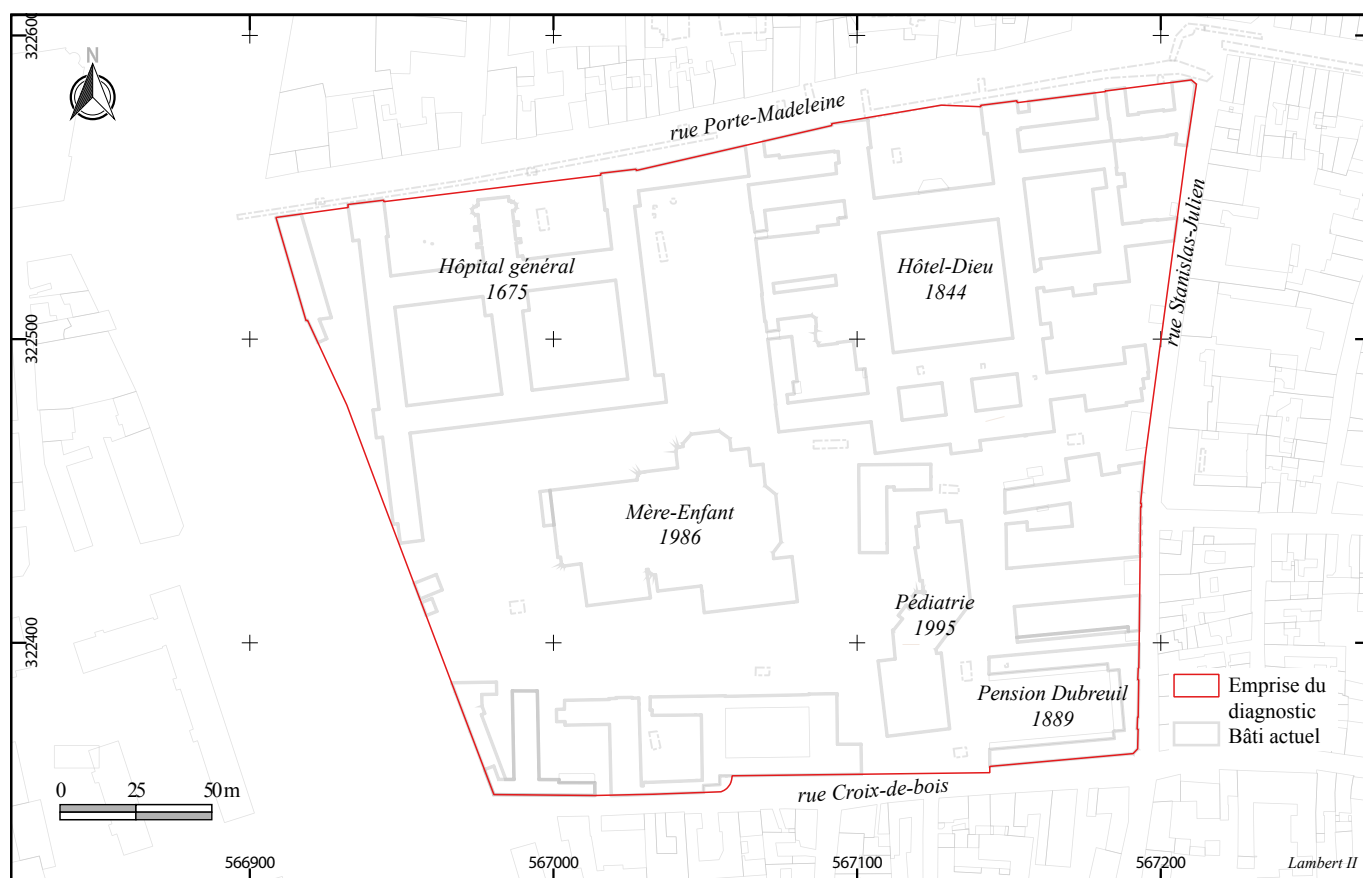 322600
N
rue Porte-Madeleine
Hôpital général
1675
Hôtel-Dieu
1844
rue Stanislas-Julien
322500
Mère-Enfant
1986
Pédiatrie
1995
322400
Pension Dubreuil
1889
Emprise du
diagnostic
Bâti actuel
0 25 50 m
rue Croix-de-bois
566900 567000 567100 567200
Lambert II